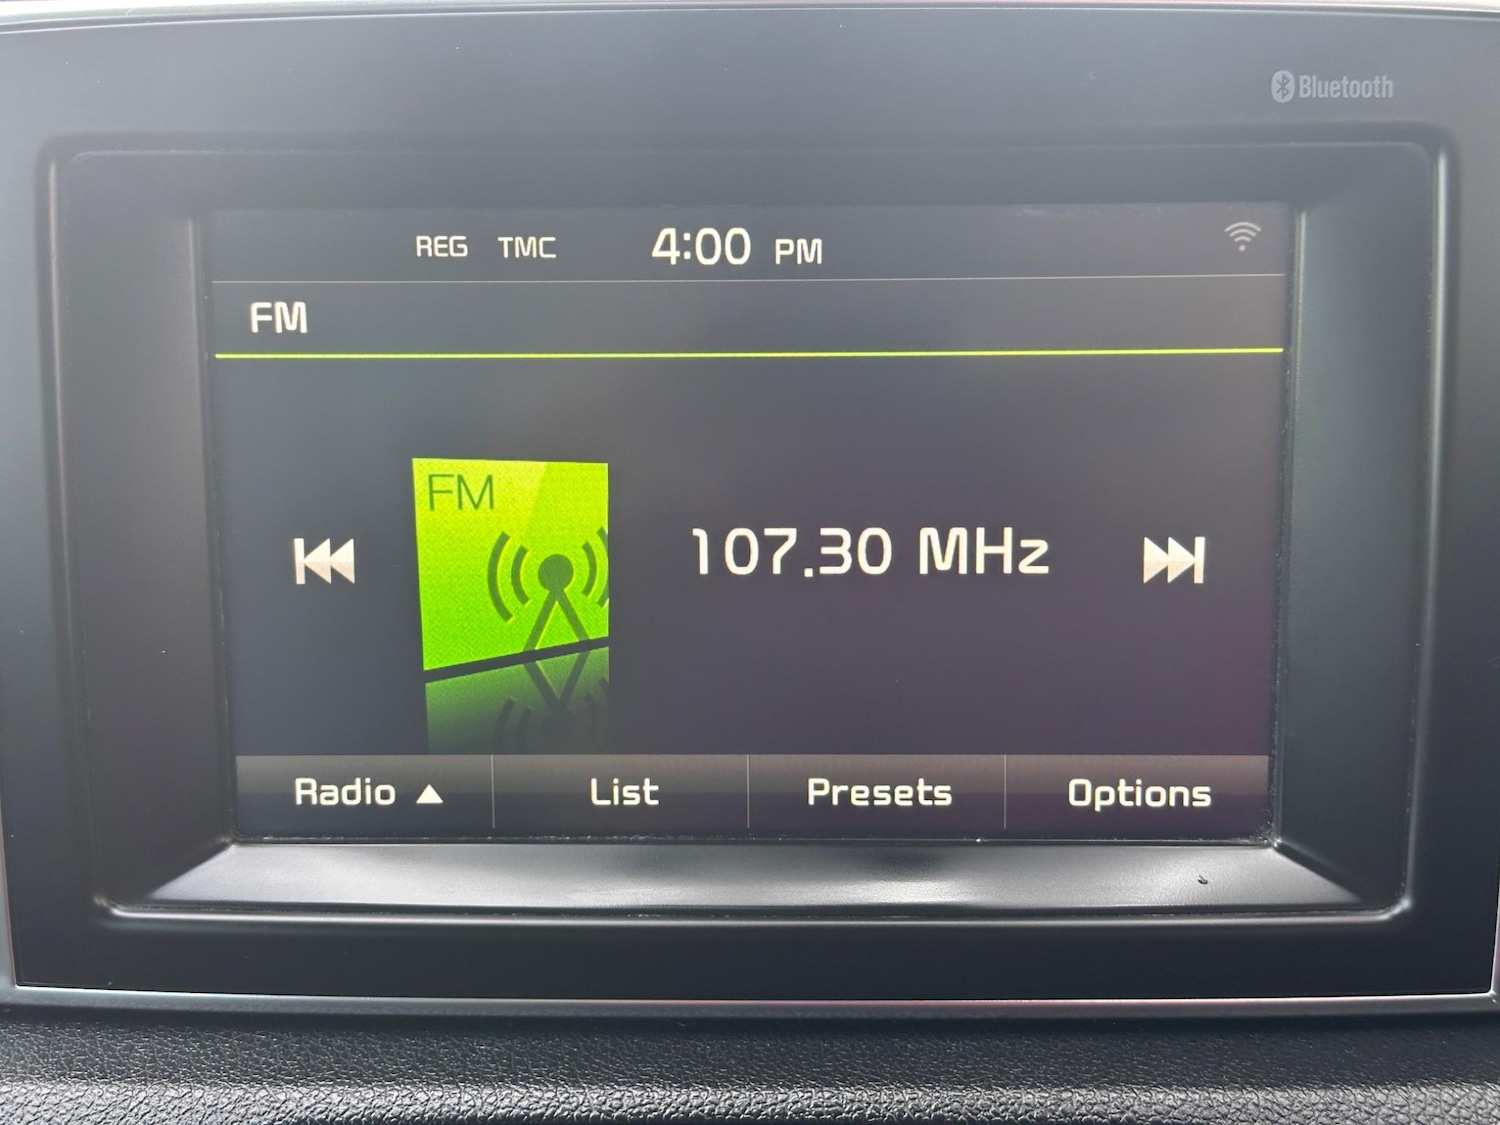 Bluetooth
REG TMC 4:00 PM
FM
FM
107.30 MHz
Radio ▲ List Presets Options